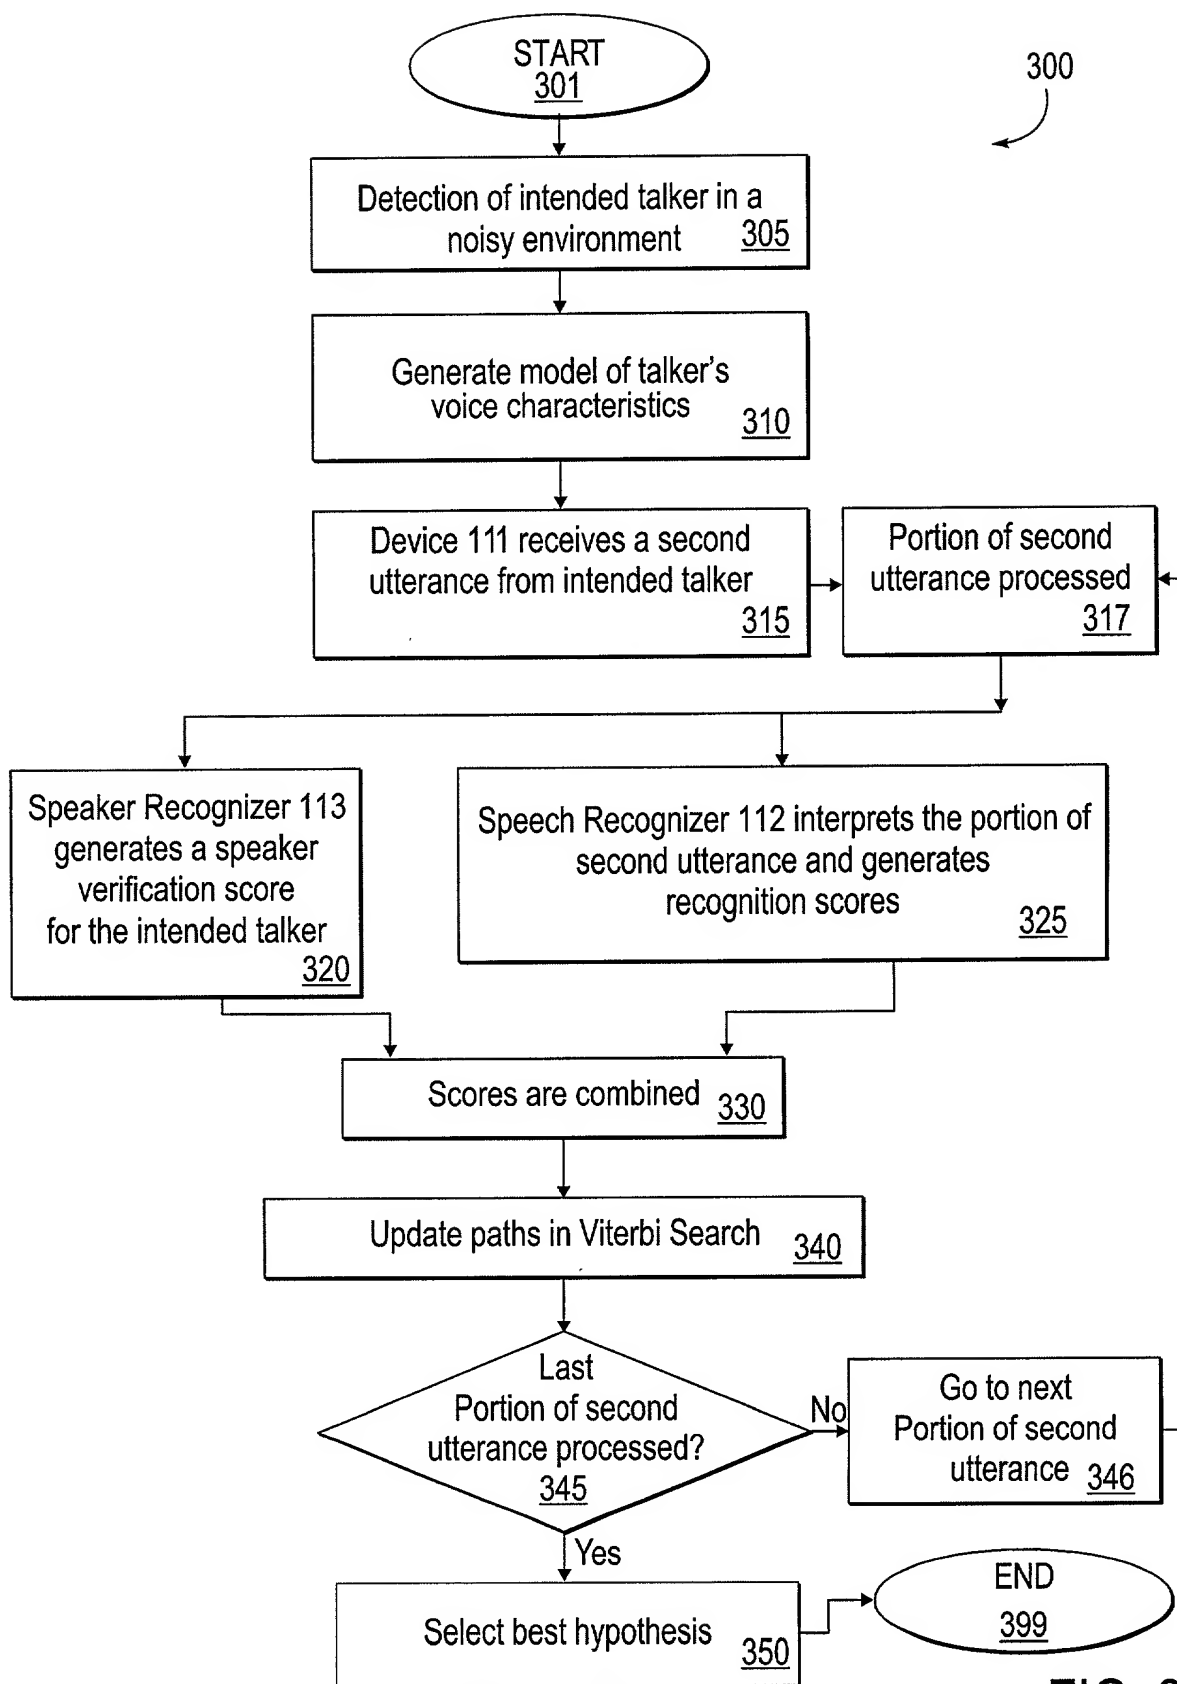 START
301
300
Detection of intended talker in a
noisy environment 305
Generate model of talker's
voice characteristics
310
Device 111 receives a second
utterance from intended talker
315
Portion of second
utterance processed
317
Speaker Recognizer 113
generates a speaker
verification score
for the intended talker
320
Speech Recognizer 112 interprets the portion of
second utterance and generates
recognition scores
325
Scores are combined 330
Update paths in Viterbi Search 340
Last
Portion of second
utterance processed?
345
No
Go to next
Portion of second
utterance 346
Yes
Select best hypothesis 350
END
399